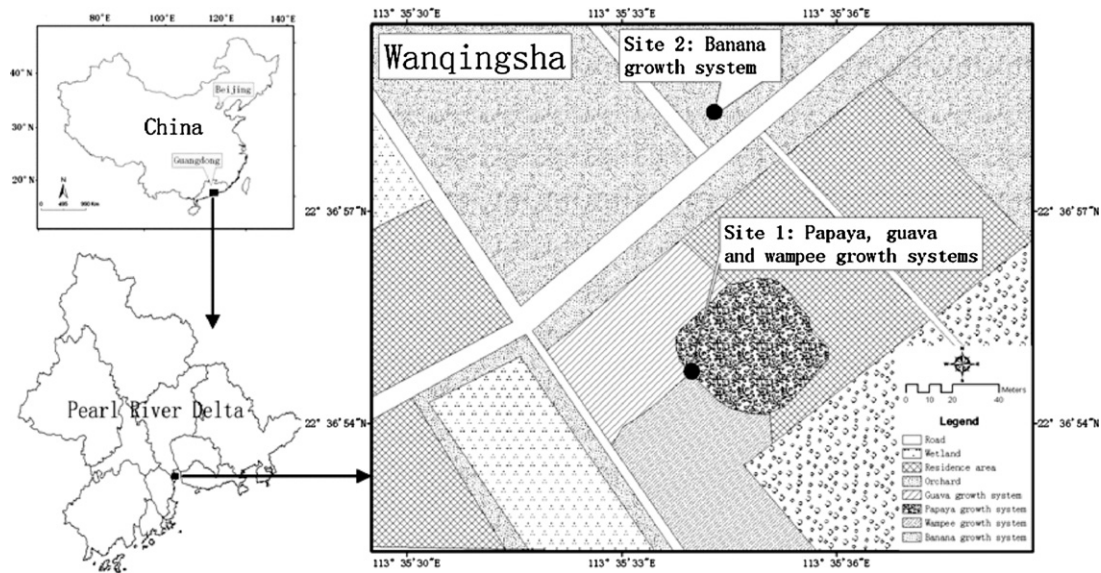 80° E
100°E
120°E
140°E
40°N
30°N
20°N
Beijing
China
Guangdong
N
0 490 980 Km
Pearl River Delta
113° 35'30"E
113° 35'33"E
113° 35'36"E
Wanqingsha
Site 2: Banana
growth system
22° 36'57"N
22° 36'57"N
Site 1: Papaya, guava
and wampee growth systems
22° 36'54"N
22° 36'54"N
Meters
0 10 20 40
Legend
Road
Wetland
Residence area
Orchard
Guava growth system
Papaya growth system
Wampee growth system
Banana growth system
113° 35'30"E
113° 35'33"E
113° 35'36"E